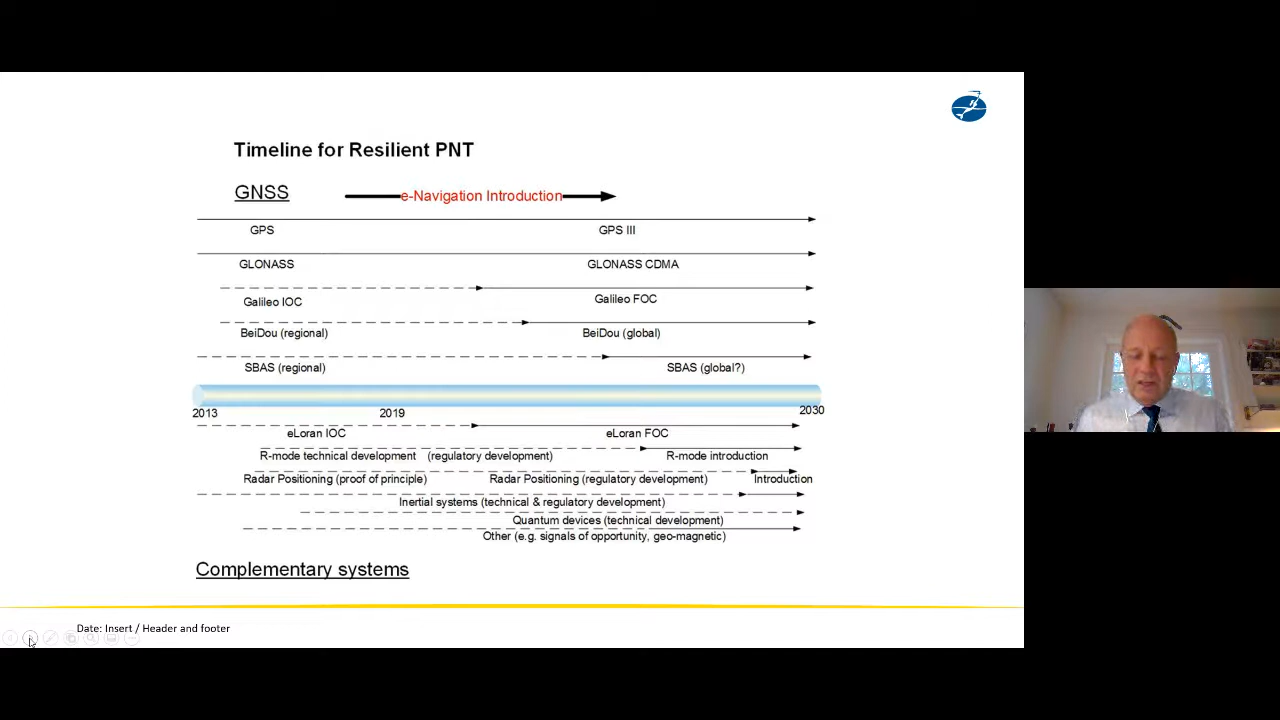 Timeline for Resilient PNT
GNSS
e-Navigation Introduction
GPS GPS III
GLONASS GLONASS CDMA
Galileo IOC Galileo FOC
BeiDou (regional) BeiDou (global)
SBAS (regional) SBAS (global?)
2013 2019 2030
eLoran IOC eLoran FOC
R-mode technical development (regulatory development) R-mode introduction
Radar Positioning (proof of principle) Radar Positioning (regulatory development) Introduction
Inertial systems (technical & regulatory development)
Quantum devices (technical development)
Other (e.g. signals of opportunity, geo-magnetic)
Complementary systems
Date: Insert / Header and footer